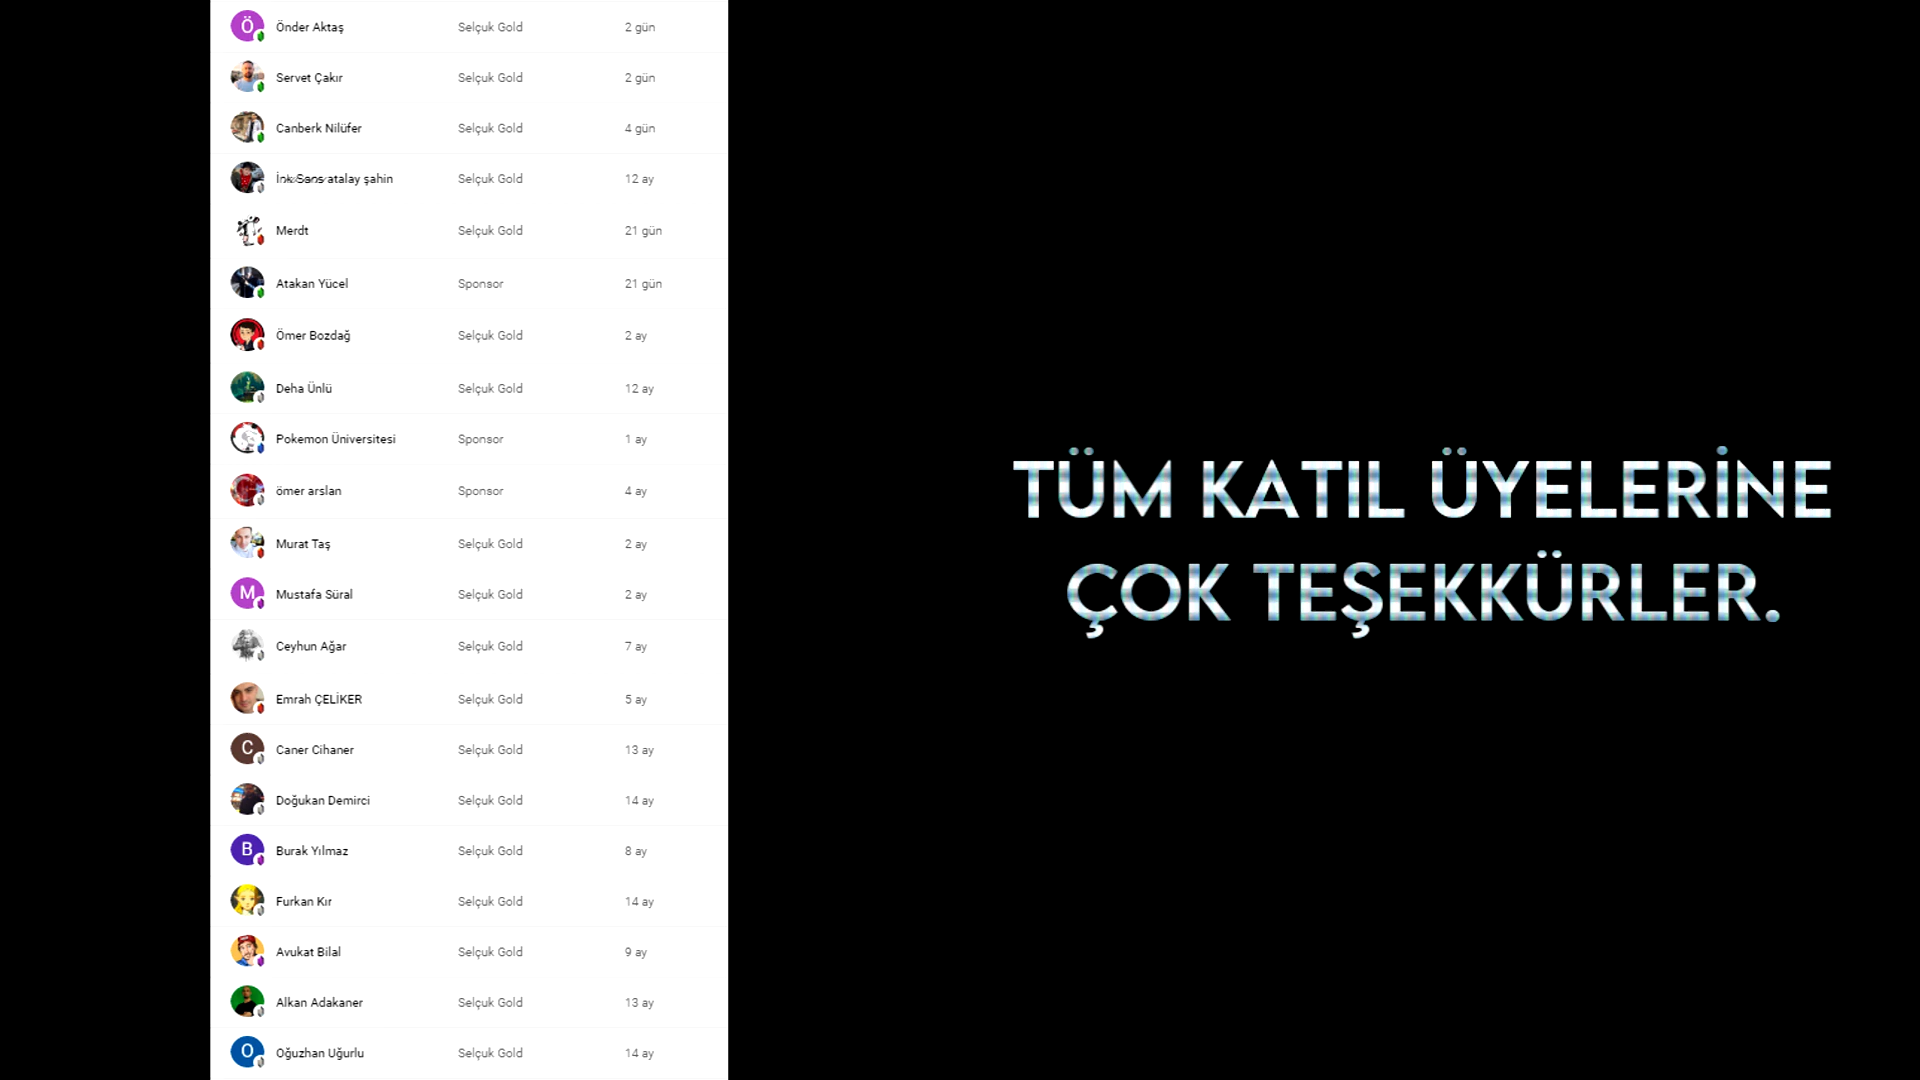 Ö Önder Aktaş Selçuk Gold 2 gün
Servet Çakır Selçuk Gold 2 gün
Canberk Nilüfer Selçuk Gold 4 gün
atalay şahin Selçuk Gold 12 ay
Merdt Selçuk Gold 21 gün
Atakan Yücel Sponsor 21 gün
Ömer Bozdağ Selçuk Gold 2 ay
Deha Ünlü Selçuk Gold 12 ay
Pokemon Üniversitesi Sponsor 1 ay
ömer arslan Sponsor 4 ay
Murat Taş Selçuk Gold 2 ay
M Mustafa Süral Selçuk Gold 2 ay
Ceyhun Ağar Selçuk Gold 7 ay
Emrah ÇELİKER Selçuk Gold 5 ay
C Caner Cihaner Selçuk Gold 13 ay
Doğukan Demirci Selçuk Gold 14 ay
B Burak Yılmaz Selçuk Gold 8 ay
Furkan Kır Selçuk Gold 14 ay
Avukat Bilal Selçuk Gold 9 ay
Alkan Adakaner Selçuk Gold 13 ay
O Oğuzhan Uğurlu Selçuk Gold 14 ay
TÜM KATIL ÜYELERİNE
ÇOK TEŞEKKÜRLER.